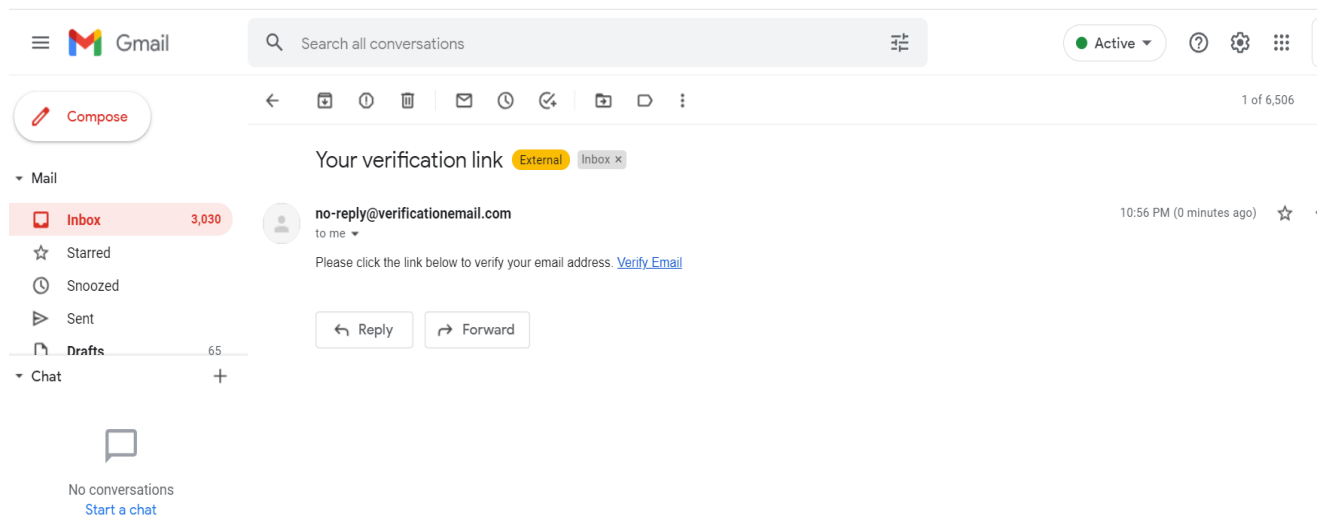 Gmail
Search all conversations
Active
Compose
1 of 6,506
Your verification link External Inbox ×
Mail
Inbox 3,030
no-reply@verificationemail.com 10:56 PM (0 minutes ago)
to me
Starred
Please click the link below to verify your email address. Verify Email
Snoozed
Sent
Reply Forward
Drafts 65
Chat +
No conversations
Start a chat